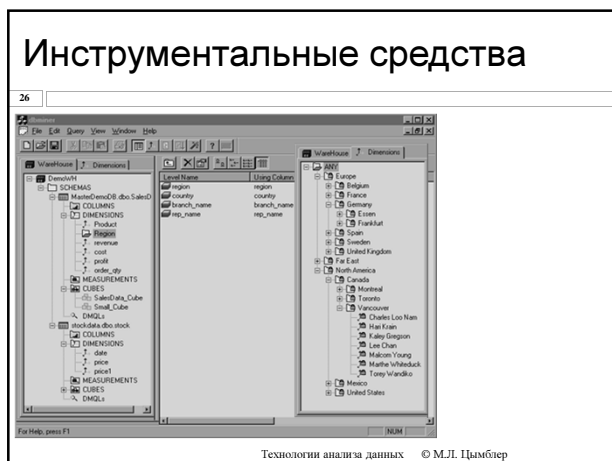 Инструментальные средства
26
dbminer
File Edit Query View Window Help
WareHouse Dimensions
DemoWH
SCHEMAS
MasterDemoDB.dbo.SalesD
COLUMNS
DIMENSIONS
Product
Region
revenue
cost
profit
order_qty
MEASUREMENTS
CUBES
SalesData_Cube
Small_Cube
DMQLs
stockdata.dbo.stock
COLUMNS
DIMENSIONS
date
price
price1
MEASUREMENTS
CUBES
DMQLs
Level Name Using Column
region region
country country
branch_name branch_name
rep_name rep_name
WareHouse Dimensions
ANY
Europe
Belgium
France
Germany
Essen
Frankfurt
Spain
Sweden
United Kingdom
Far East
North America
Canada
Montreal
Toronto
Vancouver
Charles Loo Nam
Hari Krain
Kaley Gregson
Lee Chan
Malcom Young
Marthe Whiteduck
Torey Wandiko
Mexico
United States
For Help, press F1 NUM
Технологии анализа данных © М.Л. Цымблер